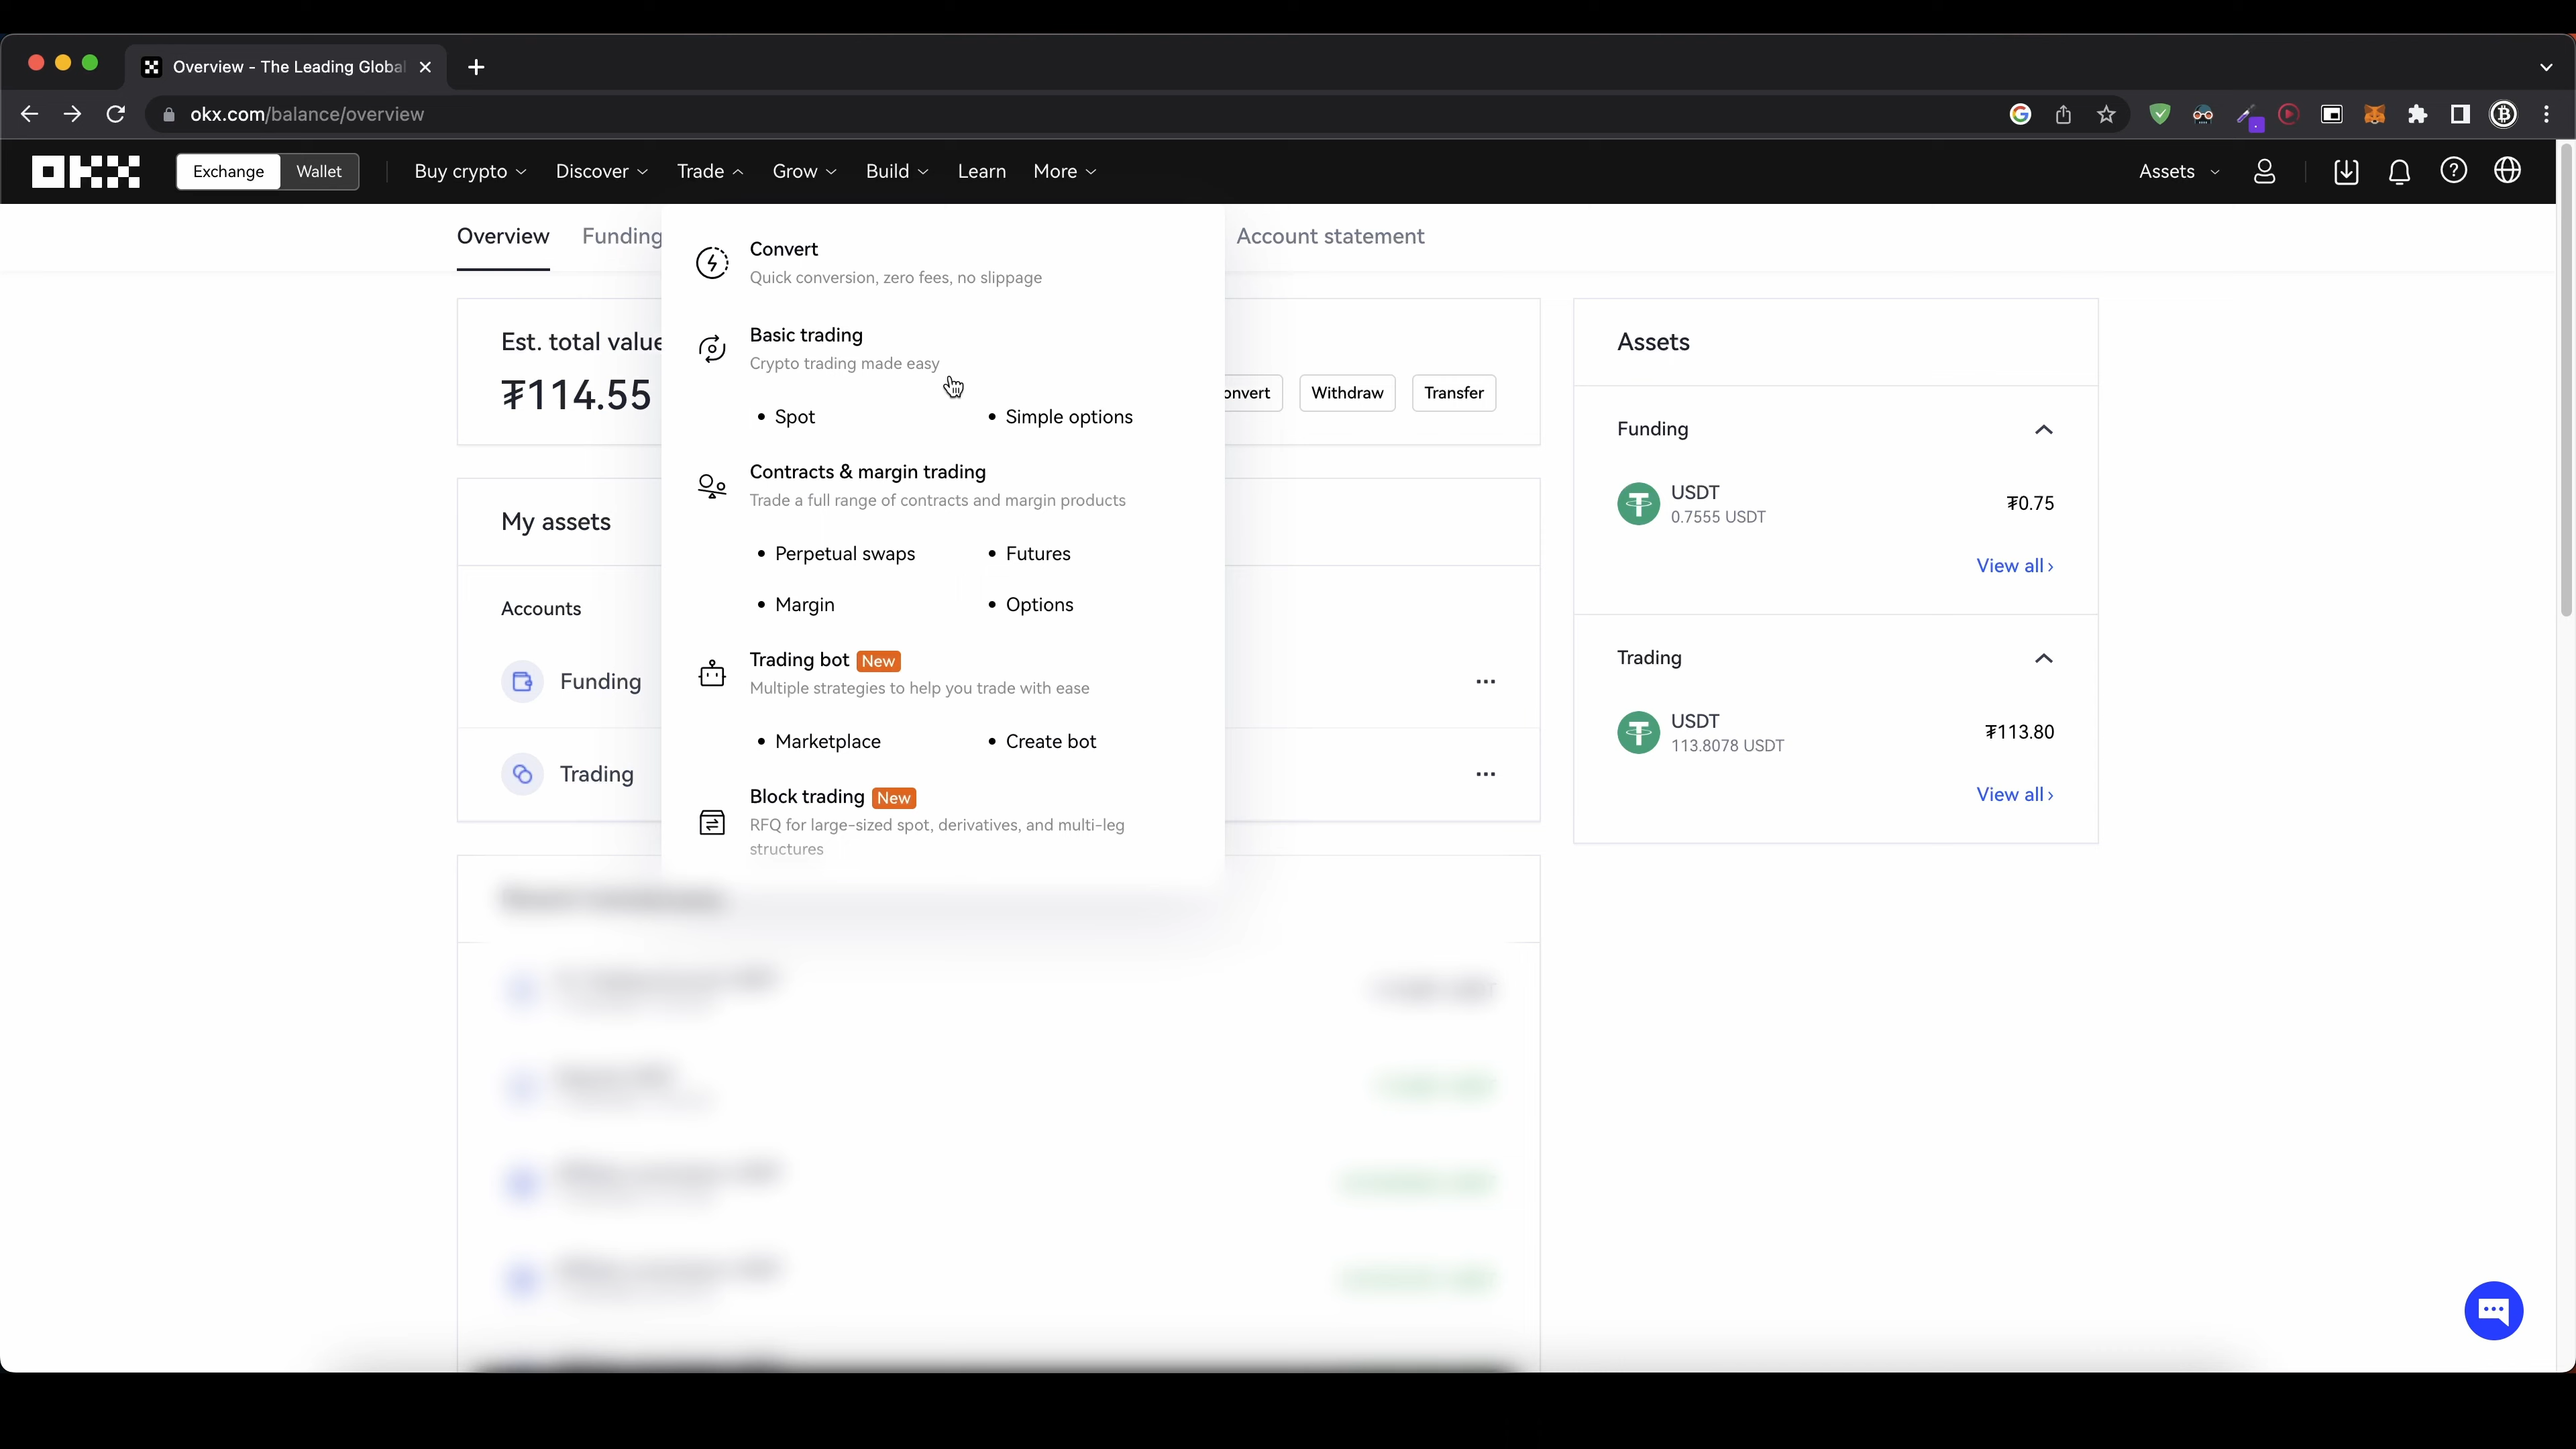 Overview - The Leading Global
okx.com/balance/overview
OKX
Exchange Wallet Buy crypto Discover Trade Grow Build Learn More Assets
Overview Funding Account statement
Convert
Quick conversion, zero fees, no slippage
Basic trading
Crypto trading made easy
Spot Simple options
Contracts & margin trading
Trade a full range of contracts and margin products
Perpetual swaps Futures
Margin Options
Trading bot New
Multiple strategies to help you trade with ease
Marketplace Create bot
Block trading New
RFQ for large-sized spot, derivatives, and multi-leg
structures
Est. total value
₮114.55
onvert Withdraw Transfer
My assets
Accounts
Funding
Trading
Assets
Funding
USDT
0.7555 USDT
₮0.75
View all ›
Trading
USDT
113.8078 USDT
₮113.80
View all ›